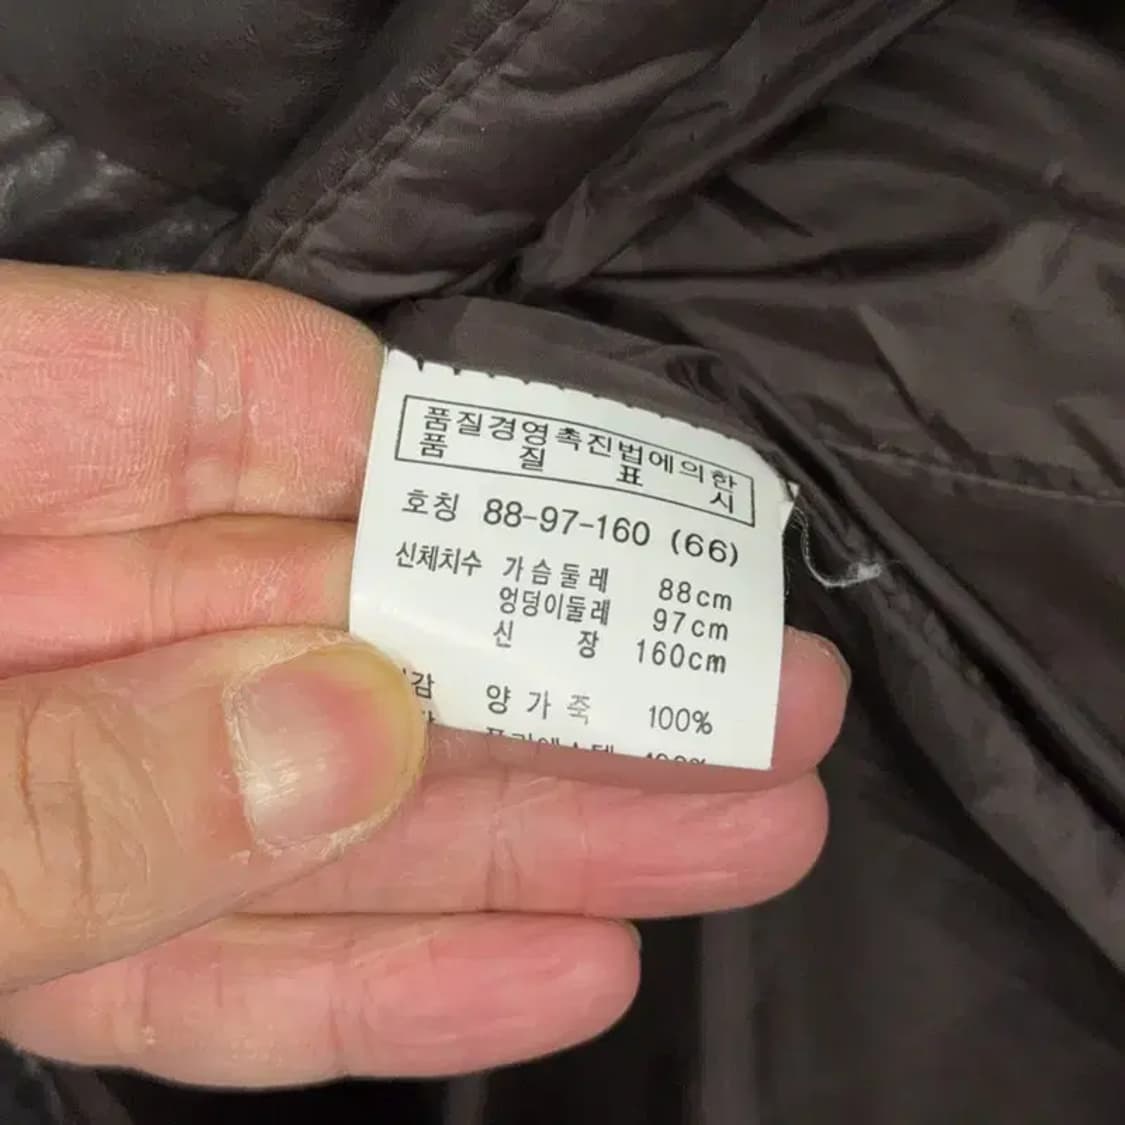 품질경영촉진법에의한
품 질 표 시
호칭 88-97-160 (66)
신체치수 가슴둘레 88cm
엉덩이둘레 97cm
신 장 160cm
감 양가죽 100%